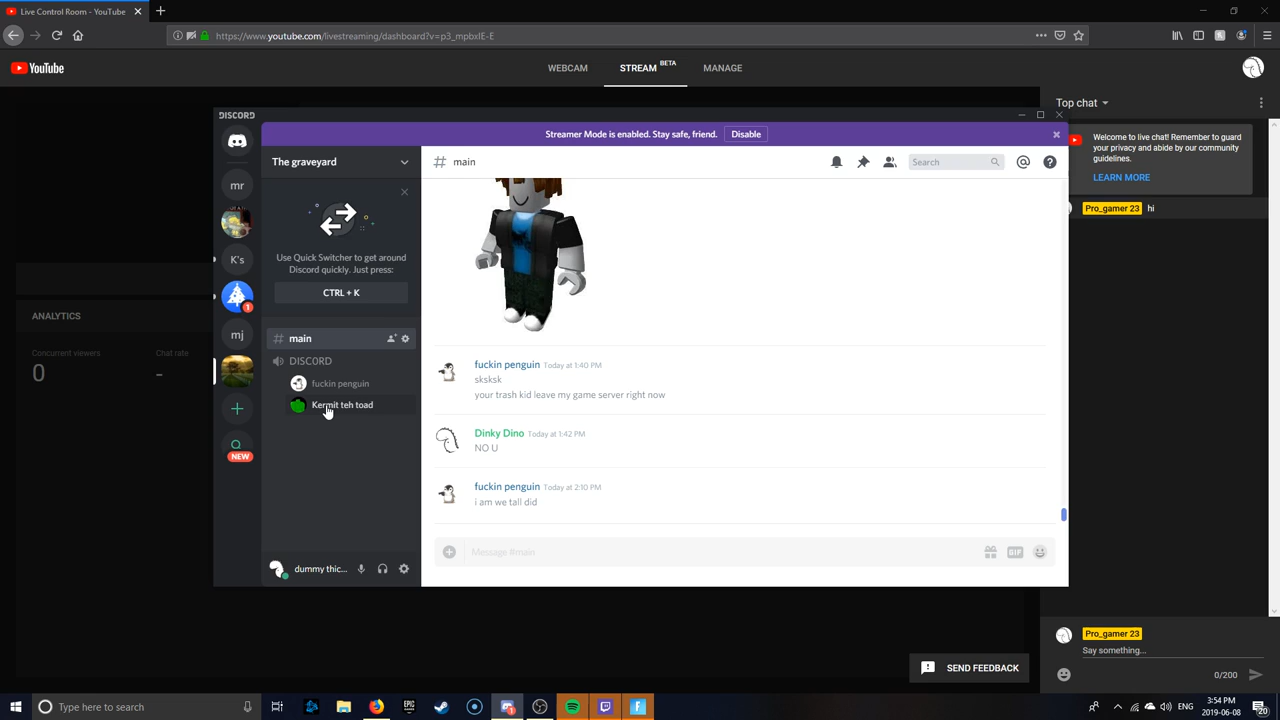 Live Control Room - YouTube
https://www.youtube.com/livestreaming/dashboard?v=p3_mpbxIE-E
YouTube
WEBCAM
STREAM BETA
MANAGE
DISCORD
Streamer Mode is enabled. Stay safe, friend.
Disable
The graveyard
main
Search
Top chat
Welcome to live chat! Remember to guard
your privacy and abide by our community
guidelines.
LEARN MORE
Pro_gamer 23 hi
mr
K's
1
mj
NEW
Use Quick Switcher to get around
Discord quickly. Just press:
CTRL + K
main
DISCORD
fuckin penguin
Kermit teh toad
ANALYTICS
Concurrent viewers
Chat rate
0
-
fuckin penguin Today at 1:40 PM
sksksk
your trash kid leave my game server right now
Dinky Dino Today at 1:42 PM
NO U
fuckin penguin Today at 2:10 PM
i am we tall did
Message #main
GIF
dummy thic...
SEND FEEDBACK
Pro_gamer 23
Say something...
0/200
Type here to search
EPIC
ENG
3:54 PM
2019-06-08